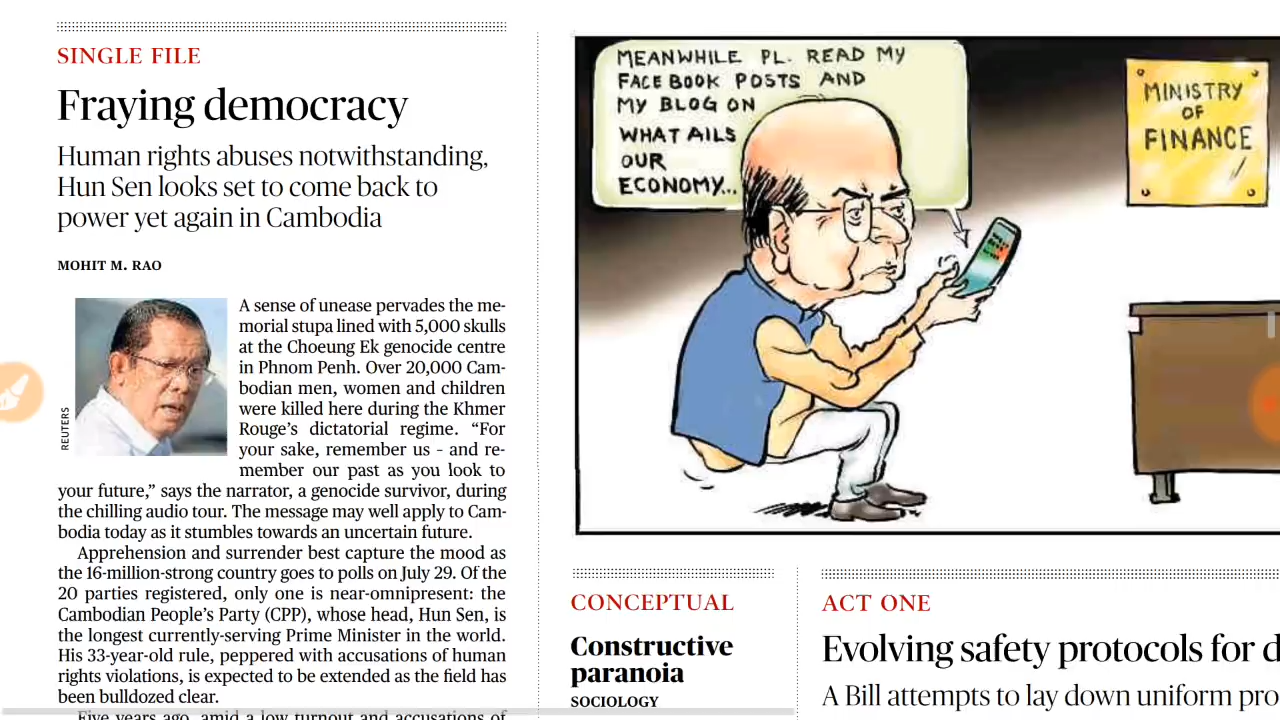 SINGLE FILE
Fraying democracy
Human rights abuses notwithstanding,
Hun Sen looks set to come back to
power yet again in Cambodia
MOHIT M. RAO
REUTERS
A sense of unease pervades the me-
morial stupa lined with 5,000 skulls
at the Choeung Ek genocide centre
in Phnom Penh. Over 20,000 Cam-
bodian men, women and children
were killed here during the Khmer
Rouge’s dictatorial regime. “For
your sake, remember us - and re-
member our past as you look to
your future,” says the narrator, a genocide survivor, during
the chilling audio tour. The message may well apply to Cam-
bodia today as it stumbles towards an uncertain future.
Apprehension and surrender best capture the mood as
the 16-million-strong country goes to polls on July 29. Of the
20 parties registered, only one is near-omnipresent: the
Cambodian People’s Party (CPP), whose head, Hun Sen, is
the longest currently-serving Prime Minister in the world.
His 33-year-old rule, peppered with accusations of human
rights violations, is expected to be extended as the field has
been bulldozed clear.
Five years ago, amid a low turnout and accusations of
MEANWHILE PL. READ MY
FACEBOOK POSTS AND
MY BLOG ON
WHAT AILS
OUR
ECONOMY...
MINISTRY
OF
FINANCE
CONCEPTUAL
Constructive
paranoia
SOCIOLOGY
ACT ONE
Evolving safety protocols for d
A Bill attempts to lay down uniform pro